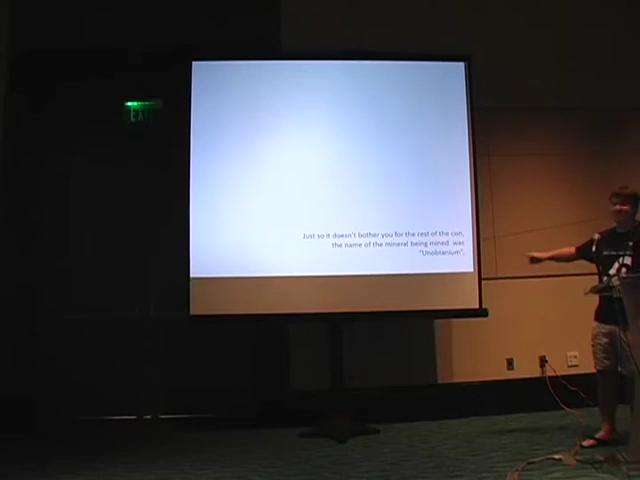 EXIT
Just so it doesn't bother you for the rest of the con,
the name of the mineral being mined was
"Unobtanium".